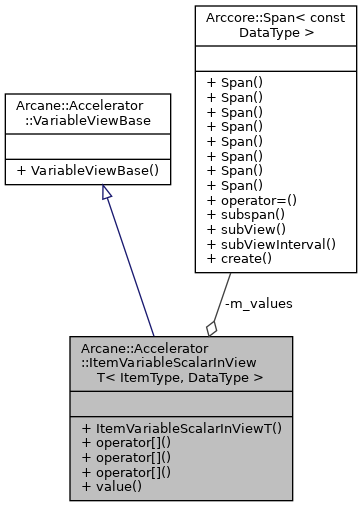 Arccore::Span< const
DataType >
+ Span()
+ Span()
+ Span()
+ Span()
+ Span()
+ Span()
+ Span()
+ Span()
+ operator=()
+ subspan()
+ subView()
+ subViewInterval()
+ create()
Arcane::Accelerator
::VariableViewBase
+ VariableViewBase()
-m_values
Arcane::Accelerator
::ItemVariableScalarInView
T< ItemType, DataType >
+ ItemVariableScalarInViewT()
+ operator[]()
+ operator[]()
+ operator[]()
+ value()